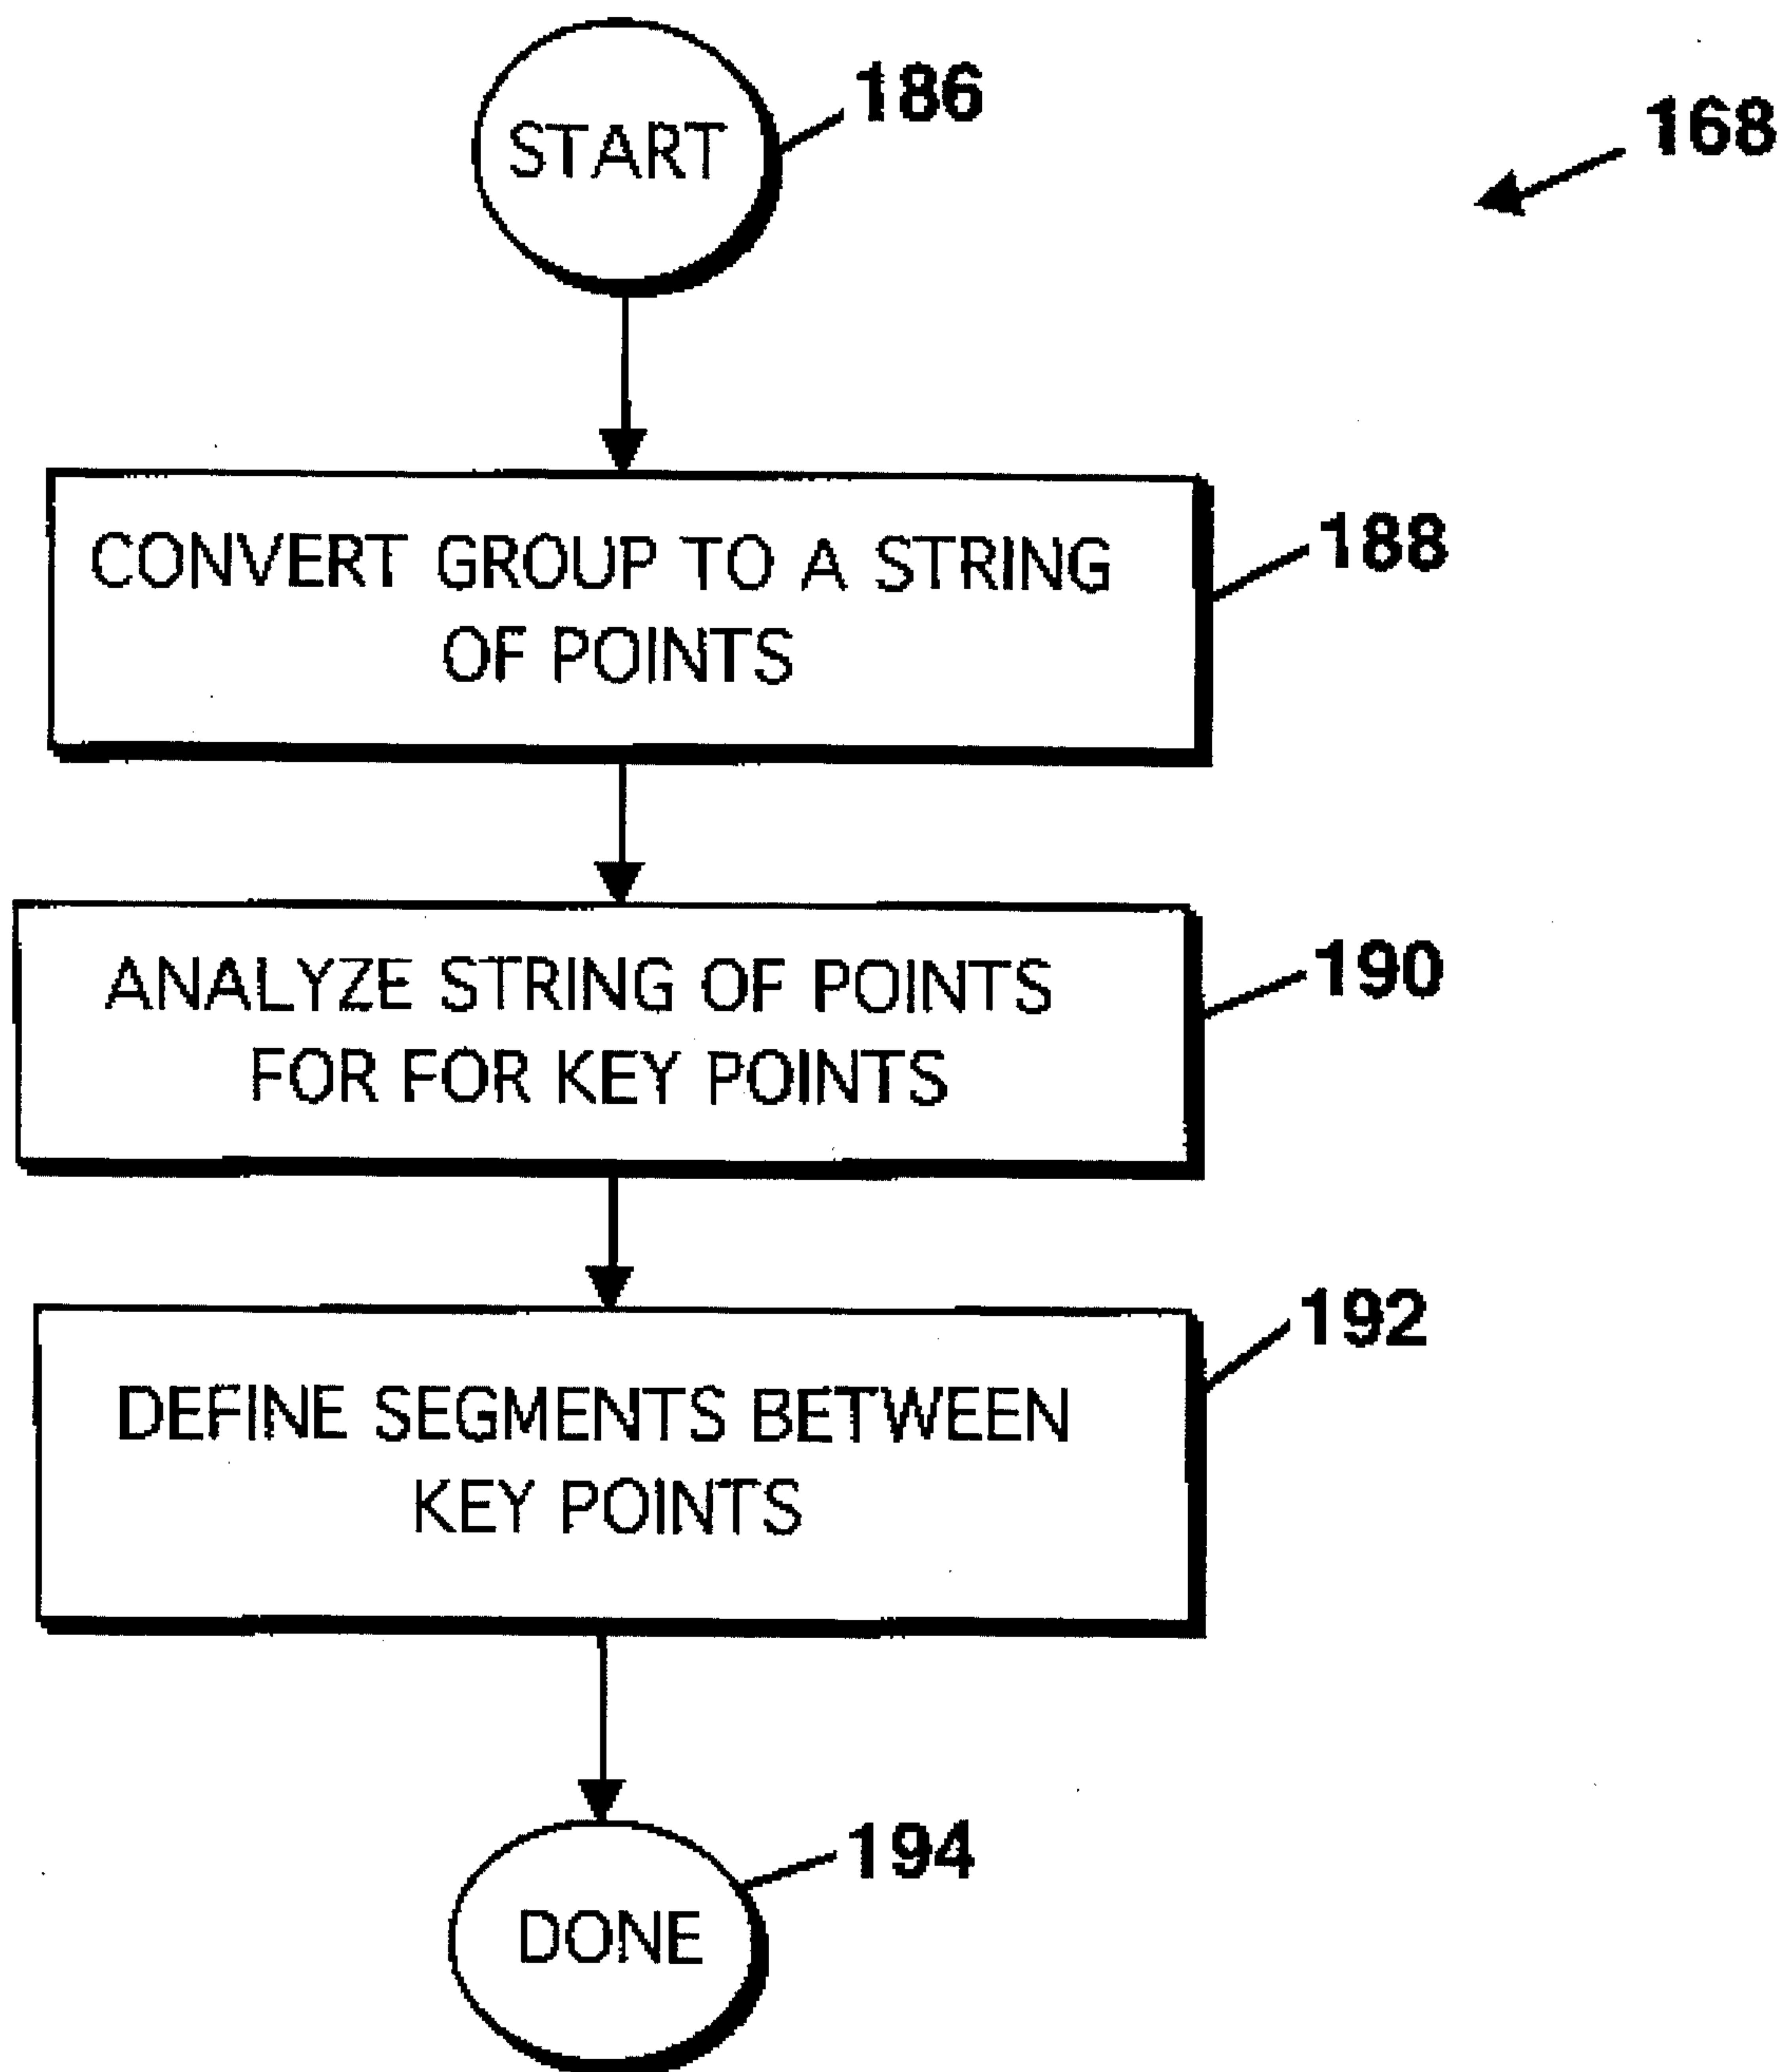 START
186
168
CONVERT GROUP TO A STRING
OF POINTS
188
ANALYZE STRING OF POINTS
FOR FOR KEY POINTS
190
DEFINE SEGMENTS BETWEEN
KEY POINTS
192
DONE
194